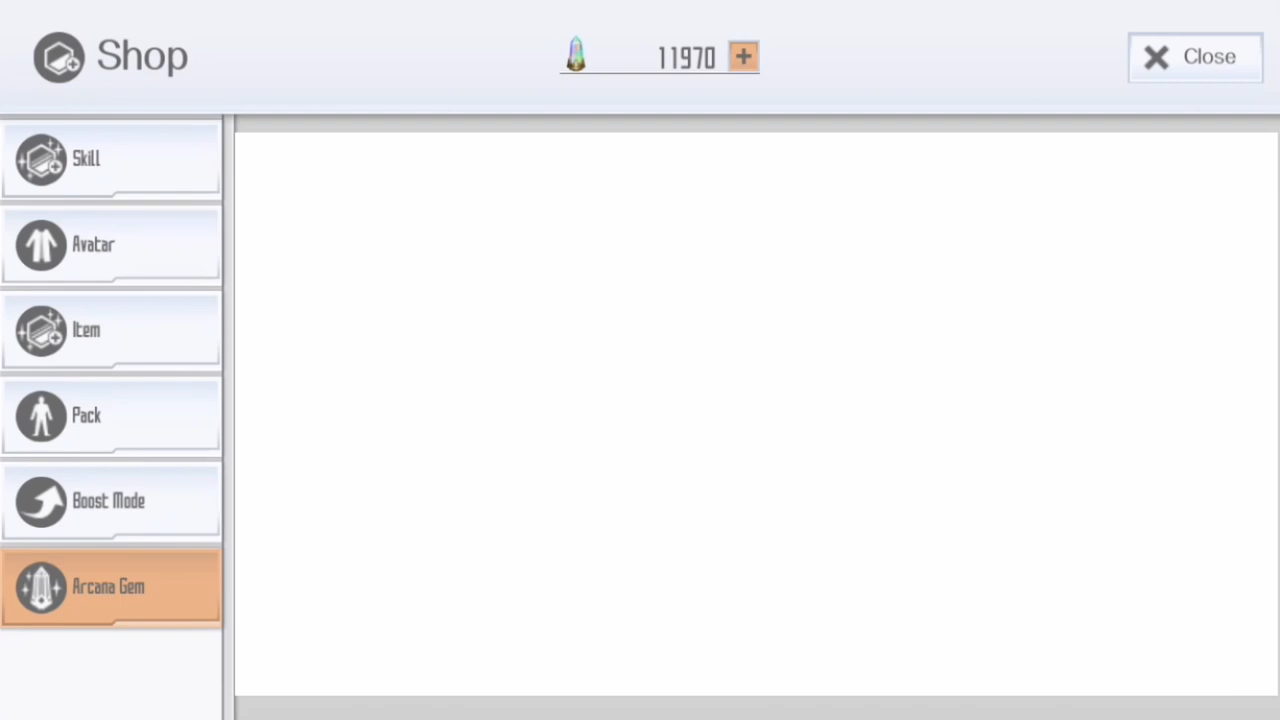 Shop
11970
Close
Skill
Avatar
Item
Pack
Boost Mode
Arcana Gem